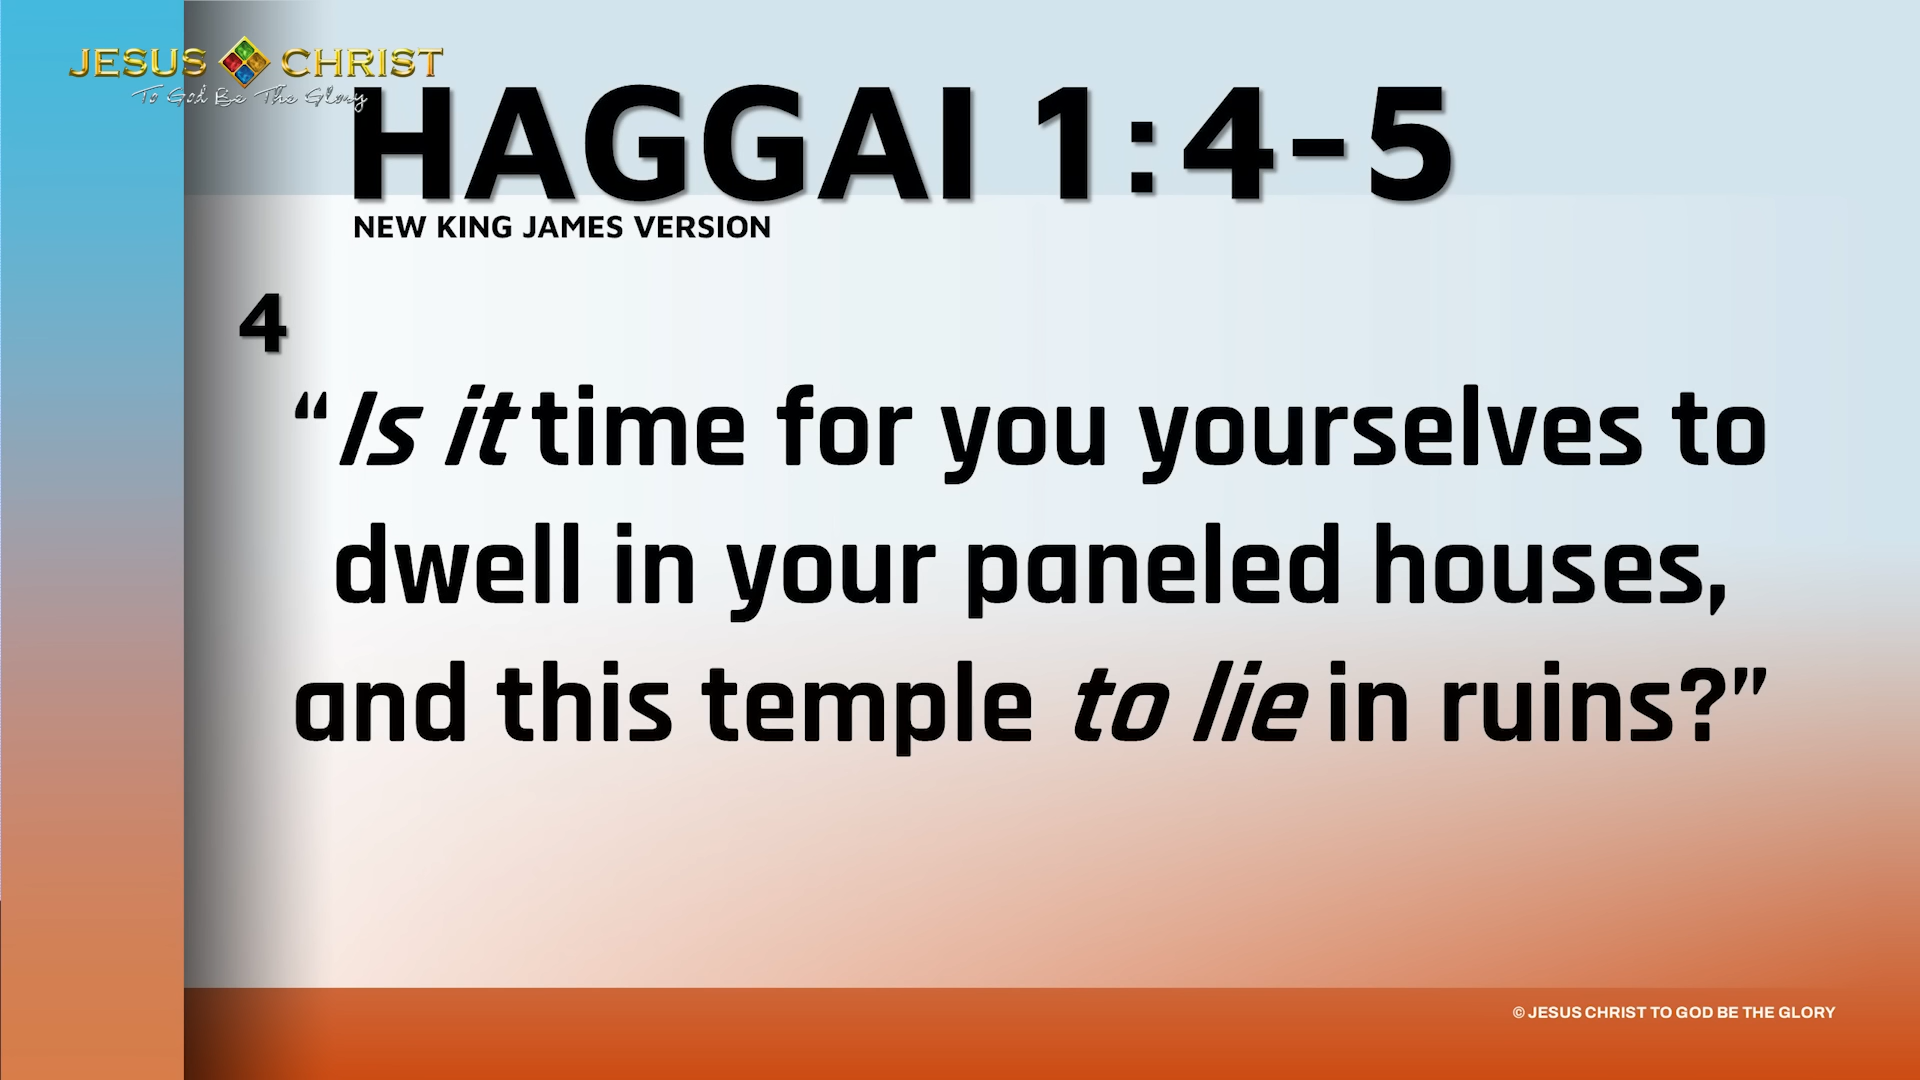 JESUS CHRIST
To God Be The Glory
HAGGAI 1:4-5
NEW KING JAMES VERSION
4
“Is it time for you yourselves to
dwell in your paneled houses,
and this temple to lie in ruins?”
© JESUS CHRIST TO GOD BE THE GLORY